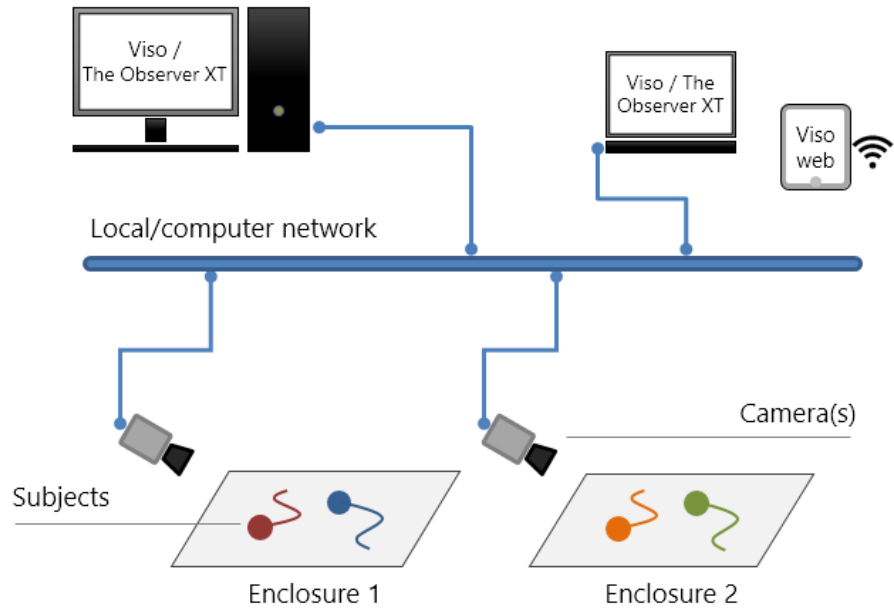 Viso /
The Observer XT
Viso / The
Observer XT
Viso
web
Local/computer network
Camera(s)
Subjects
Enclosure 1
Enclosure 2